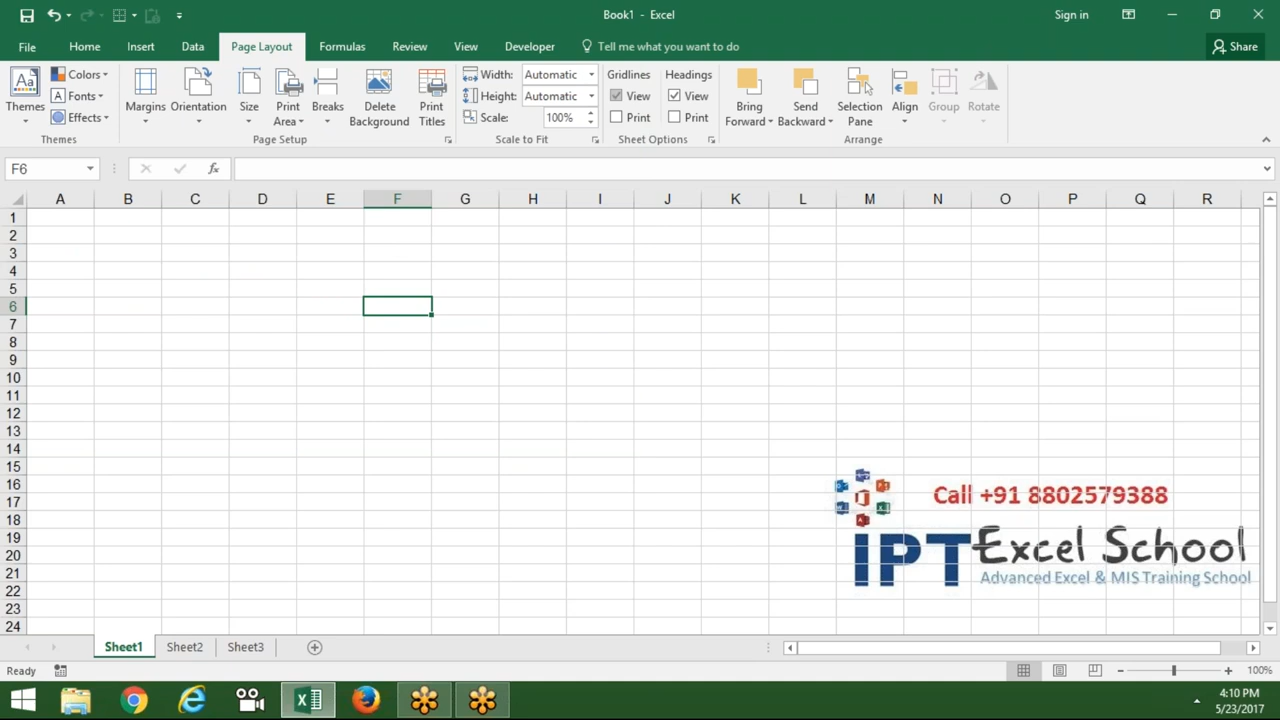 Book1 - Excel
Sign in
File
Home
Insert
Data
Page Layout
Formulas
Review
View
Developer
Tell me what you want to do
Share
Themes
Colors
Fonts
Effects
Themes
Margins
Orientation
Size
Print Area
Breaks
Delete Background
Print Titles
Page Setup
Width: Automatic
Height: Automatic
Scale: 100%
Scale to Fit
Gridlines
View
Print
Headings
View
Print
Sheet Options
Bring Forward
Send Backward
Selection Pane
Align
Group
Rotate
Arrange
F6
fx
A B C D E F G H I J K L M N O P Q R
1
2
3
4
5
6
7
8
9
10
11
12
13
14
15
16
17
18
19
20
21
22
23
24
Call +91 8802579388
IPT Excel School
Advanced Excel & MIS Training School
Sheet1
Sheet2
Sheet3
Ready
100%
4:10 PM
5/23/2017